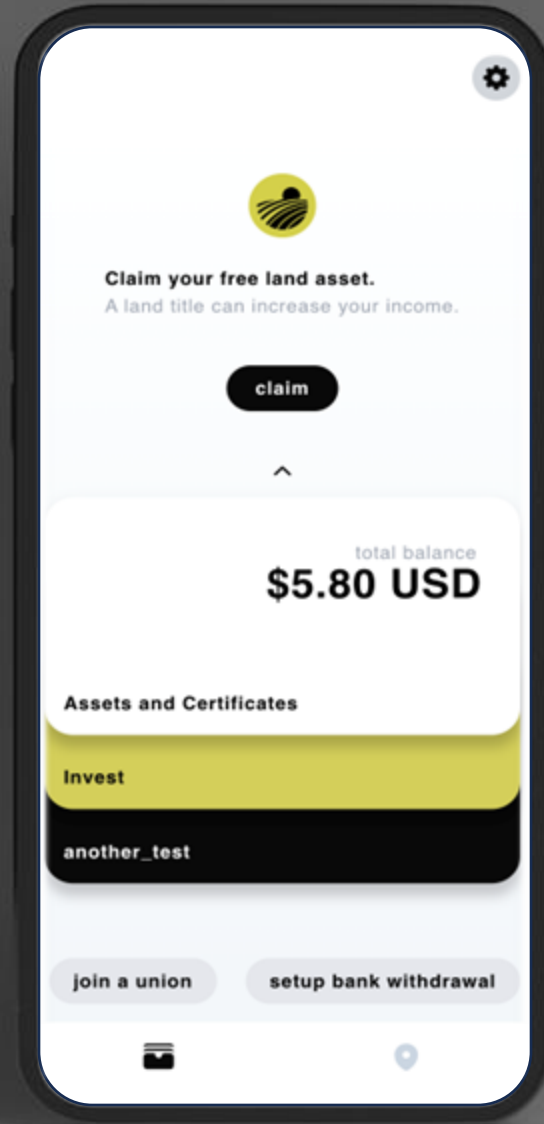 Claim your free land asset.
A land title can increase your income.
claim
total balance
$5.80 USD
Assets and Certificates
Invest
another_test
join a union
setup bank withdrawal